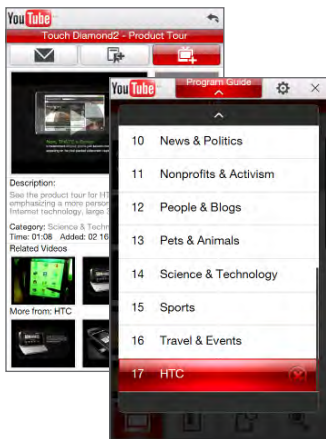 YouTube
Touch Diamond2 - Product Tour
Description:
See the product tour for HT
emphasizing a more person
Internet technology, large
Category: Science & Techn
Time: 01:08 Added: 02 16
Related Videos
More from: HTC
YouTube
Program Guide
10 News & Politics
11 Nonprofits & Activism
12 People & Blogs
13 Pets & Animals
14 Science & Technology
15 Sports
16 Travel & Events
17 HTC